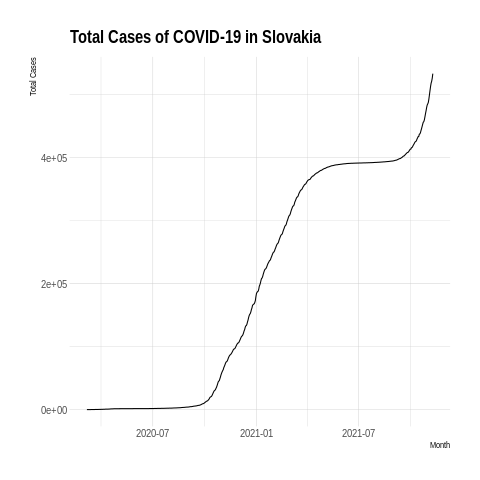 Total Cases of COVID-19 in Slovakia
Total Cases
4e+05
2e+05
0e+00
2020-07
2021-01
2021-07
Month